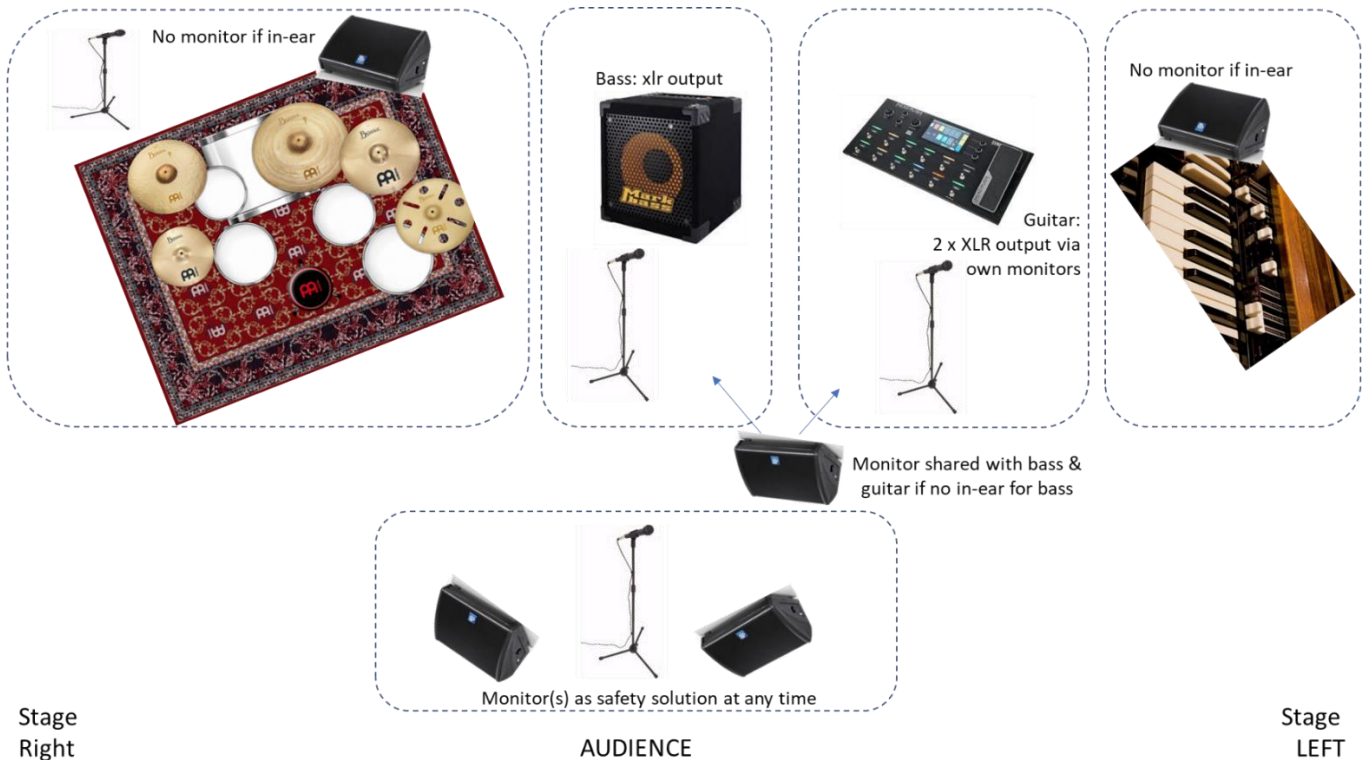 No monitor if in-ear
Bass: xlr output
Mark
bass
Guitar:
2 x XLR output via
own monitors
No monitor if in-ear
Monitor shared with bass &
guitar if no in-ear for bass
Monitor(s) as safety solution at any time
Stage
Right
AUDIENCE
Stage
LEFT